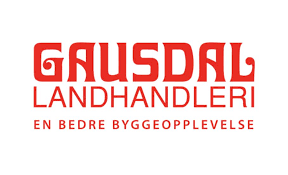 GAUSDAL
LANDHANDLERI
EN BEDRE BYGGEOPPLEVELSE